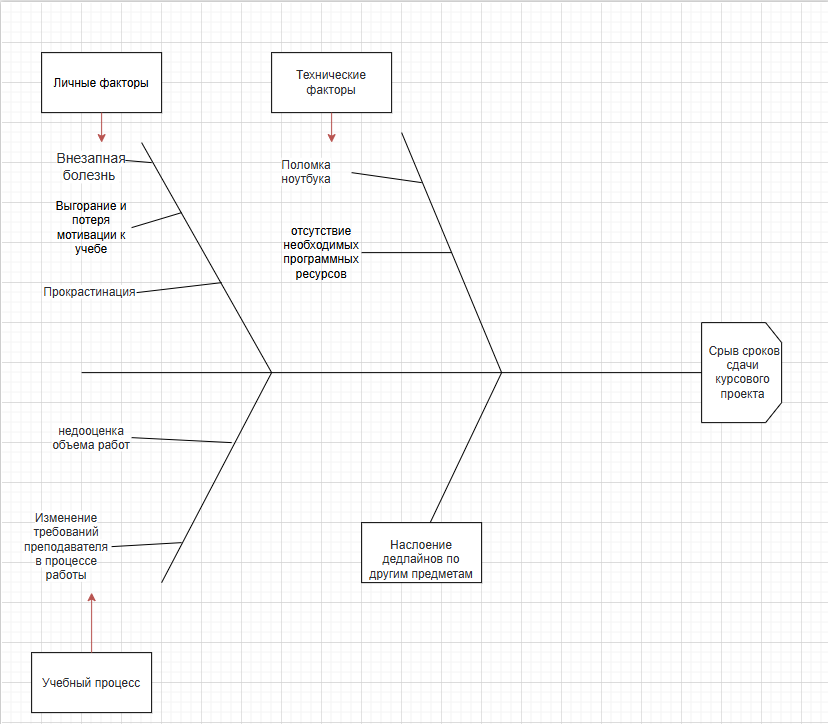 Личные факторы
Технические
факторы
Внезапная
болезнь
Выгорание и
потеря
мотивации к
учебе
Прокрастинация
Поломка
ноутбука
отсутствие
необходимых
программных
ресурсов
Срыв сроков
сдачи
курсового
проекта
недооценка
объема работ
Изменение
требований
преподавателя
в процессе
работы
Наслоение
дедлайнов по
другим предметам
Учебный процесс